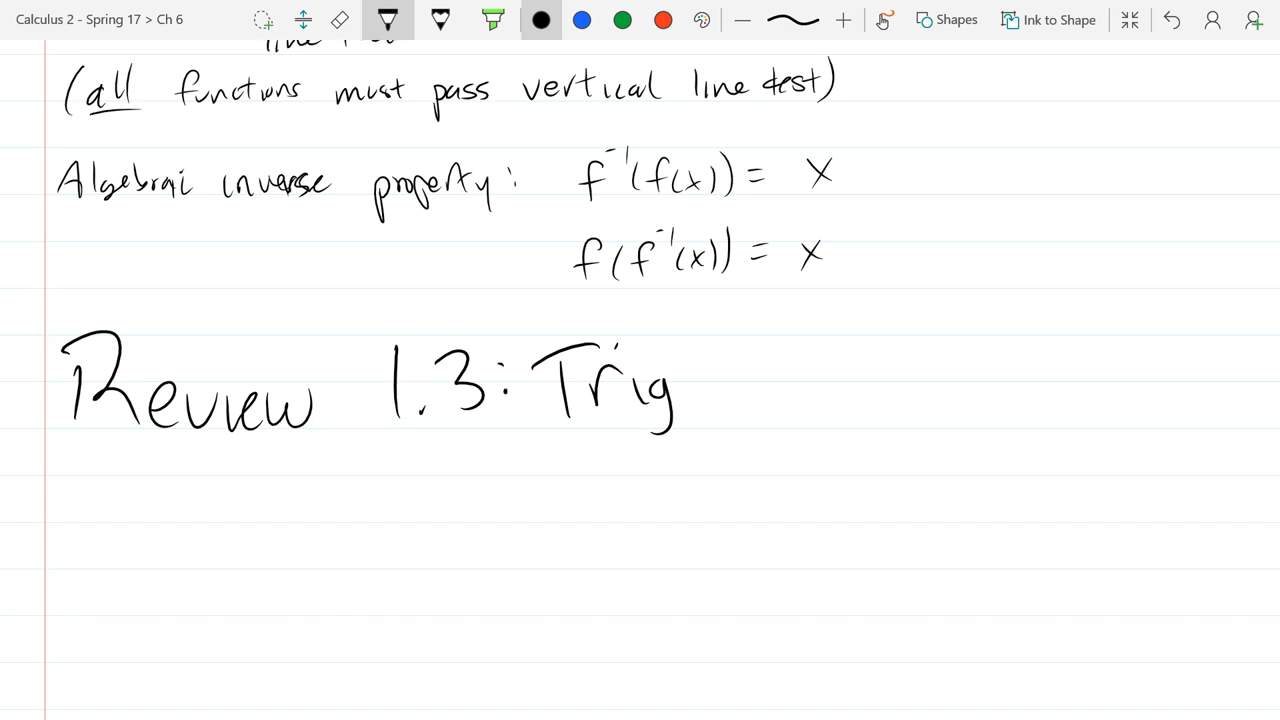 Calculus 2 - Spring 17 > Ch 6
Shapes
Ink to Shape
line
(all functions must pass vertical line test)
Algebraic inverse property: f⁻¹(f(x)) = x
f(f⁻¹(x)) = x
Review 1.3: Trig